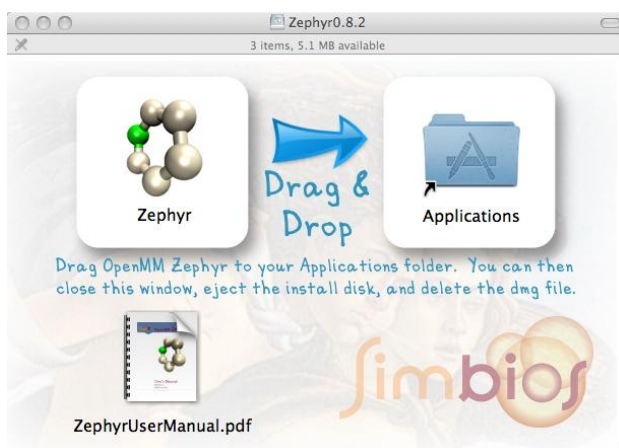 Zephyr0.8.2
3 items, 5.1 MB available
Zephyr
Drag &
Drop
Applications
Drag OpenMM Zephyr to your Applications folder. You can then
close this window, eject the install disk, and delete the dmg file.
simbios
ZephyrUserManual.pdf